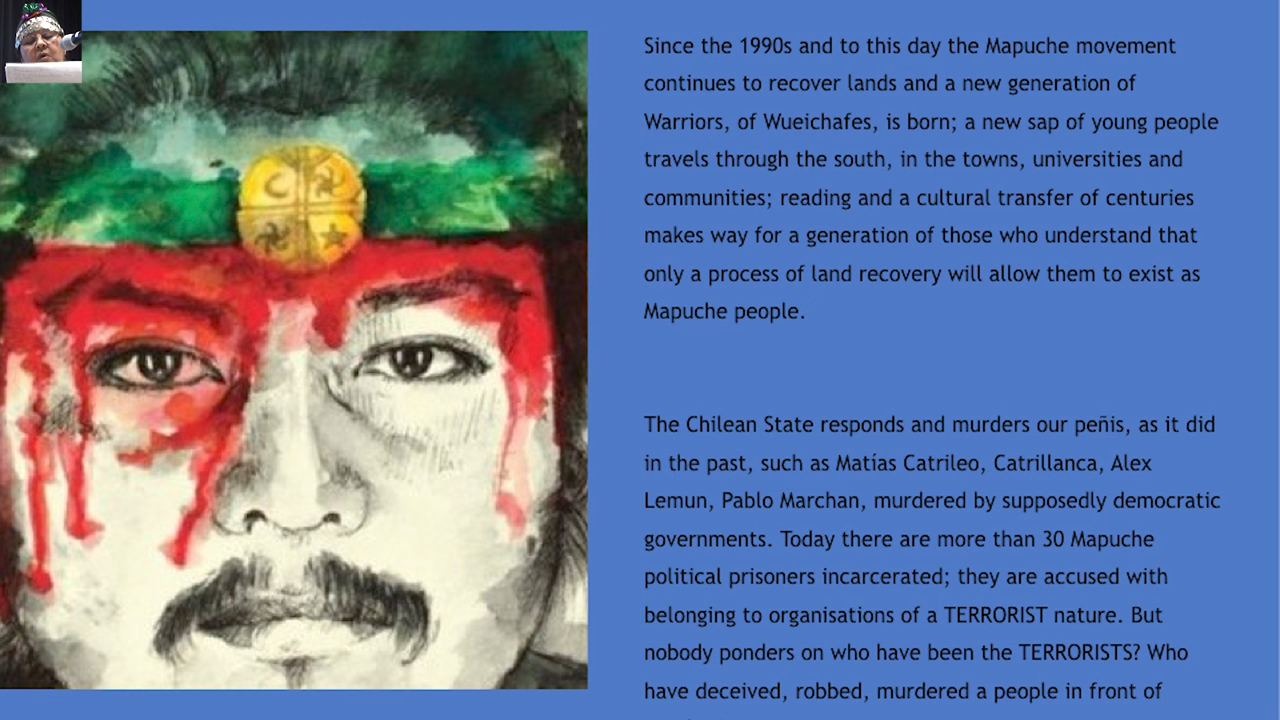 Since the 1990s and to this day the Mapuche movement
continues to recover lands and a new generation of
Warriors, of Wueichafes, is born; a new sap of young people
travels through the south, in the towns, universities and
communities; reading and a cultural transfer of centuries
makes way for a generation of those who understand that
only a process of land recovery will allow them to exist as
Mapuche people.
The Chilean State responds and murders our peñis, as it did
in the past, such as Matías Catrileo, Catrillanca, Alex
Lemun, Pablo Marchan, murdered by supposedly democratic
governments. Today there are more than 30 Mapuche
political prisoners incarcerated; they are accused with
belonging to organisations of a TERRORIST nature. But
nobody ponders on who have been the TERRORISTS? Who
have deceived, robbed, murdered a people in front of